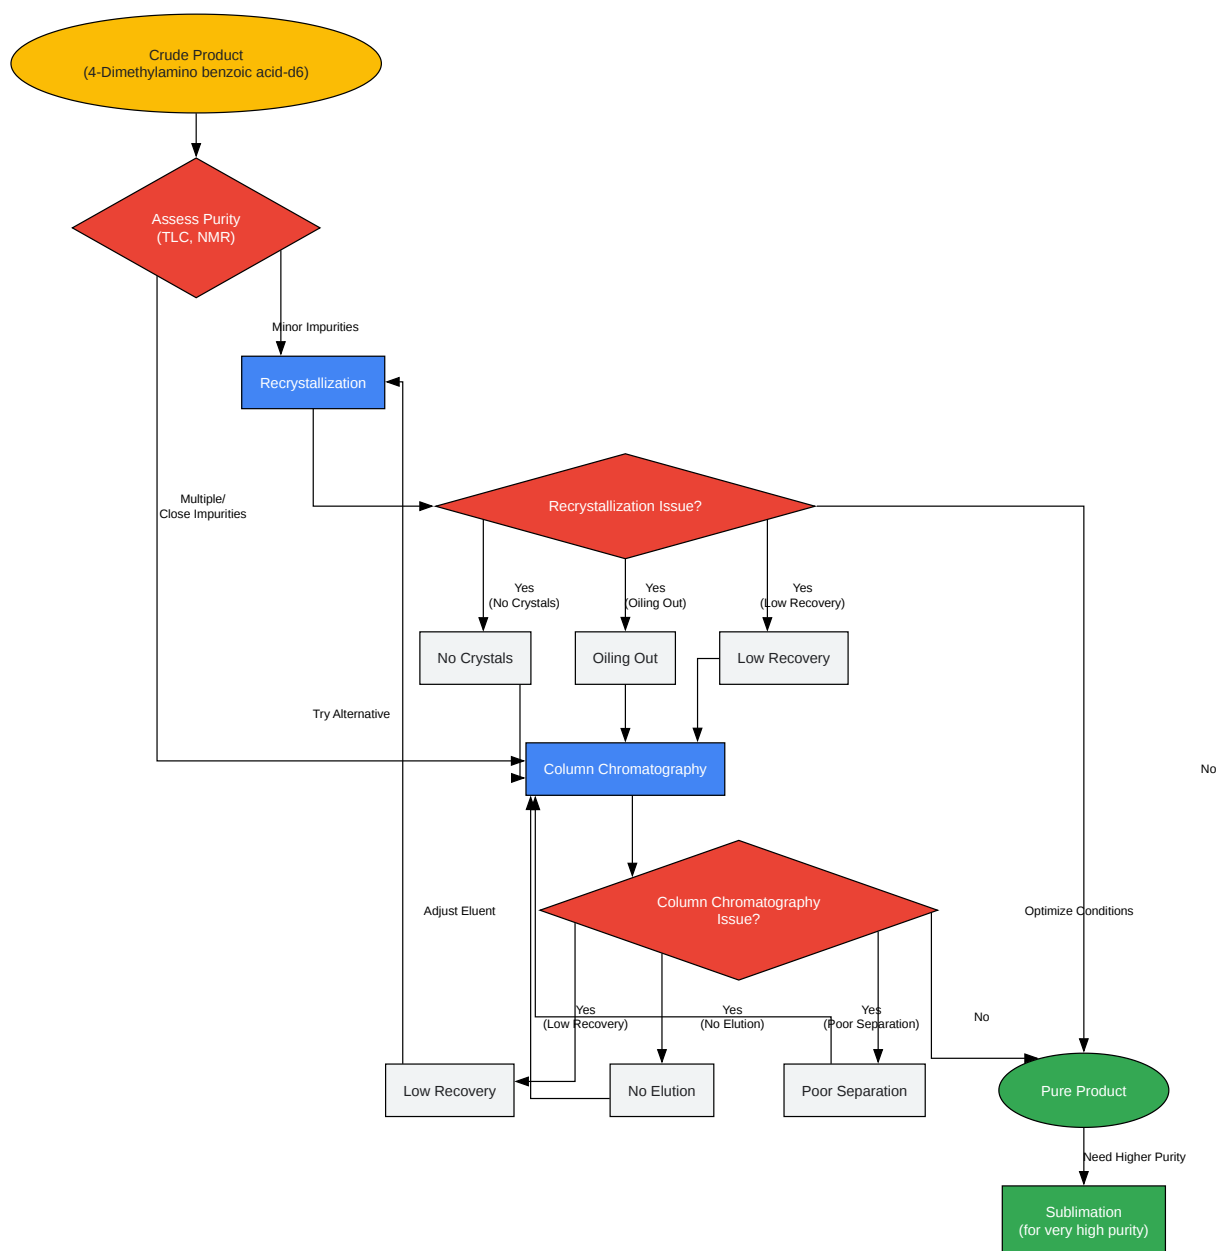 Crude Product
(4-Dimethylamino benzoic acid-d6)
Assess Purity
(TLC, NMR)
Minor Impurities
Recrystallization
Multiple/
Close Impurities
Recrystallization Issue?
Yes
(No Crystals)
Yes
(Oiling Out)
Yes
(Low Recovery)
No Crystals
Oiling Out
Low Recovery
Try Alternative
Column Chromatography
No
Adjust Eluent
Column Chromatography
Issue?
Optimize Conditions
Yes
(Low Recovery)
Yes
(No Elution)
Yes
(Poor Separation)
No
Low Recovery
No Elution
Poor Separation
Pure Product
Need Higher Purity
Sublimation
(for very high purity)